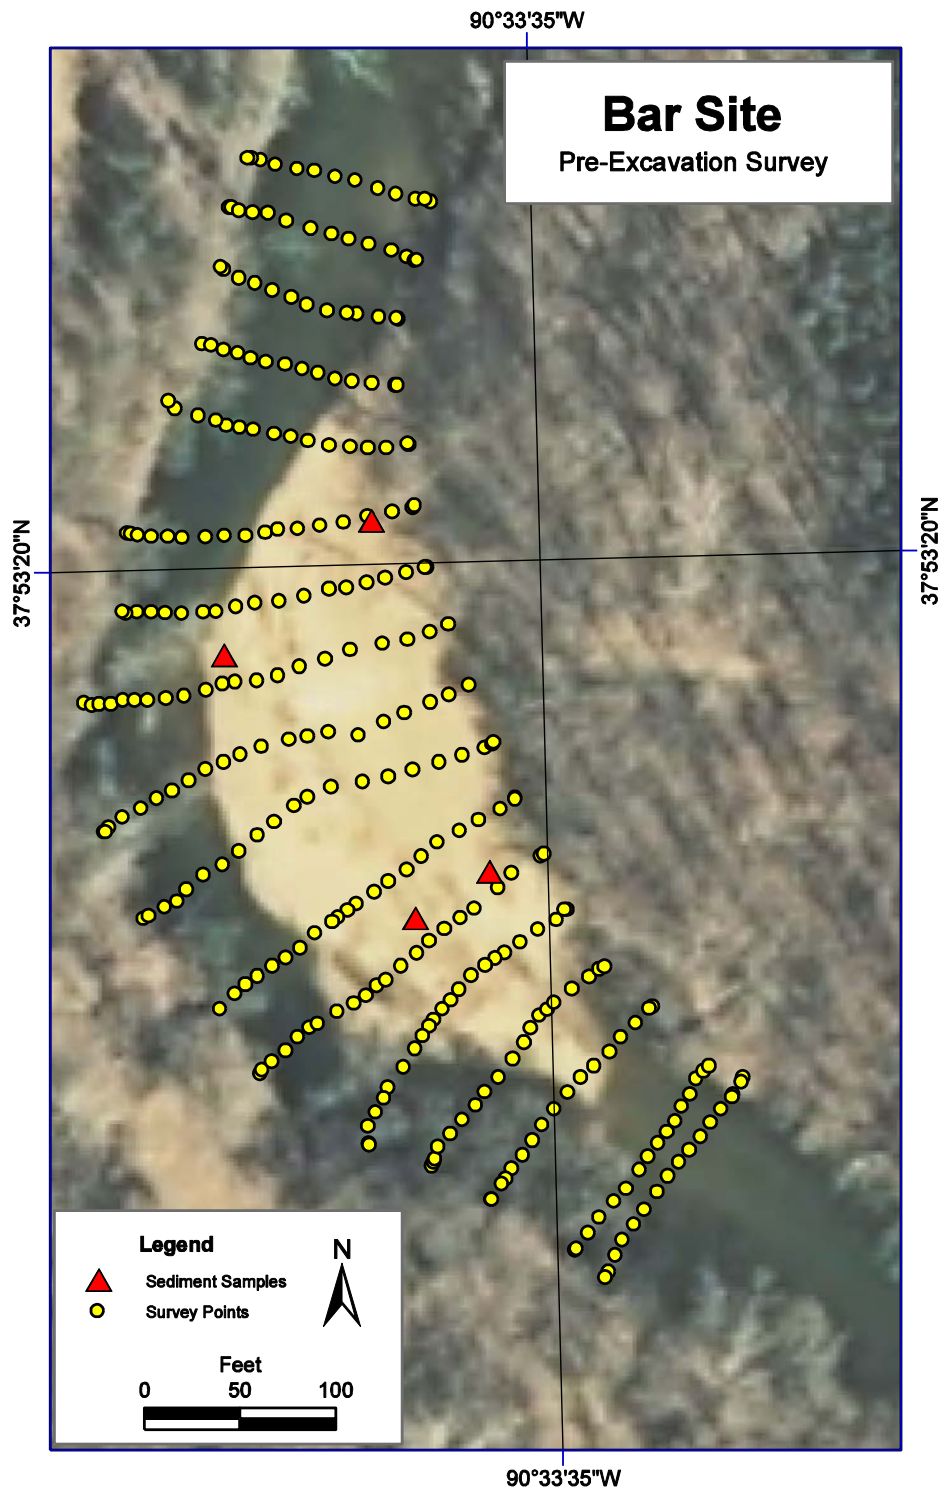 90°33'35"W
Bar Site
Pre-Excavation Survey
37°53'20"N
37°53'20"N
Legend
N
Sediment Samples
Survey Points
Feet
0 50 100
90°33'35"W